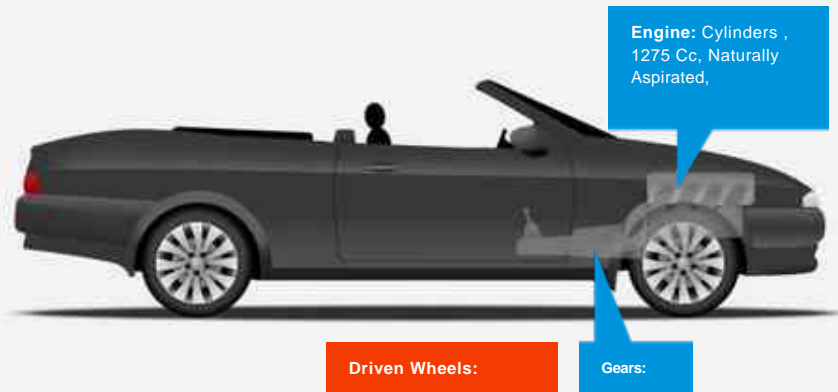 Engine: Cylinders ,
1275 Cc, Naturally
Aspirated,
Driven Wheels:
Gears: